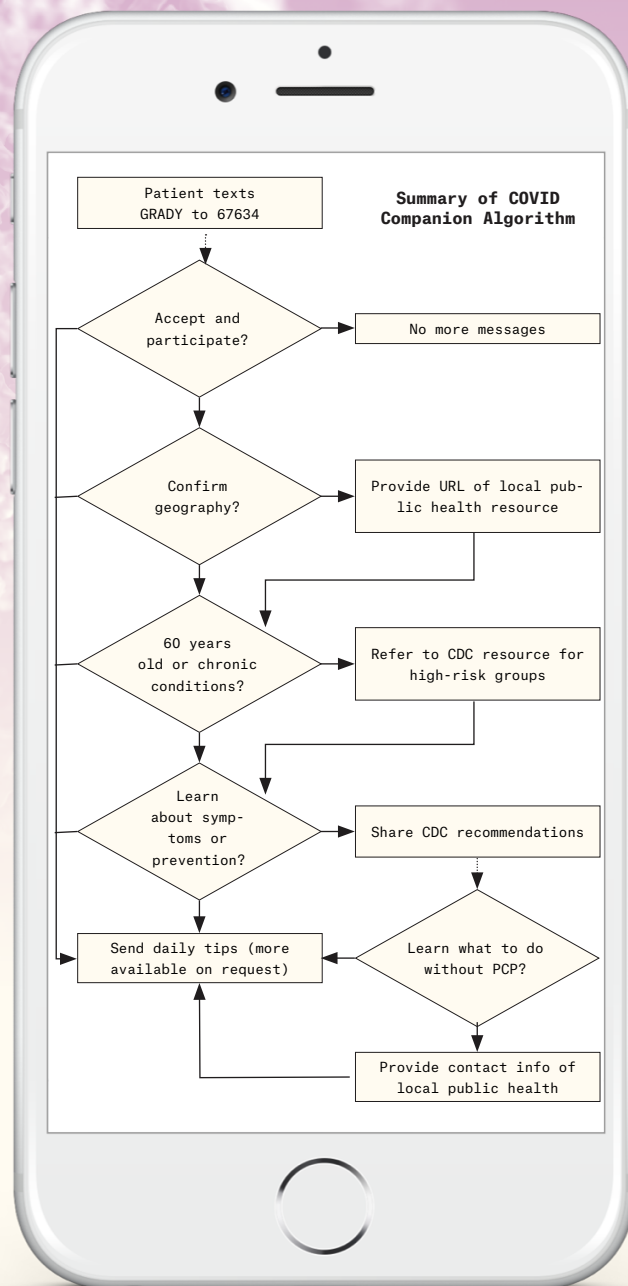 Patient texts
GRADY to 67634
Summary of COVID
Companion Algorithm
Accept and
participate?
No more messages
Confirm
geography?
Provide URL of local pub-
lic health resource
60 years
old or chronic
conditions?
Refer to CDC resource for
high-risk groups
Learn
about symp-
toms or
prevention?
Share CDC recommendations
Send daily tips (more
available on request)
Learn what to do
without PCP?
Provide contact info of
local public health